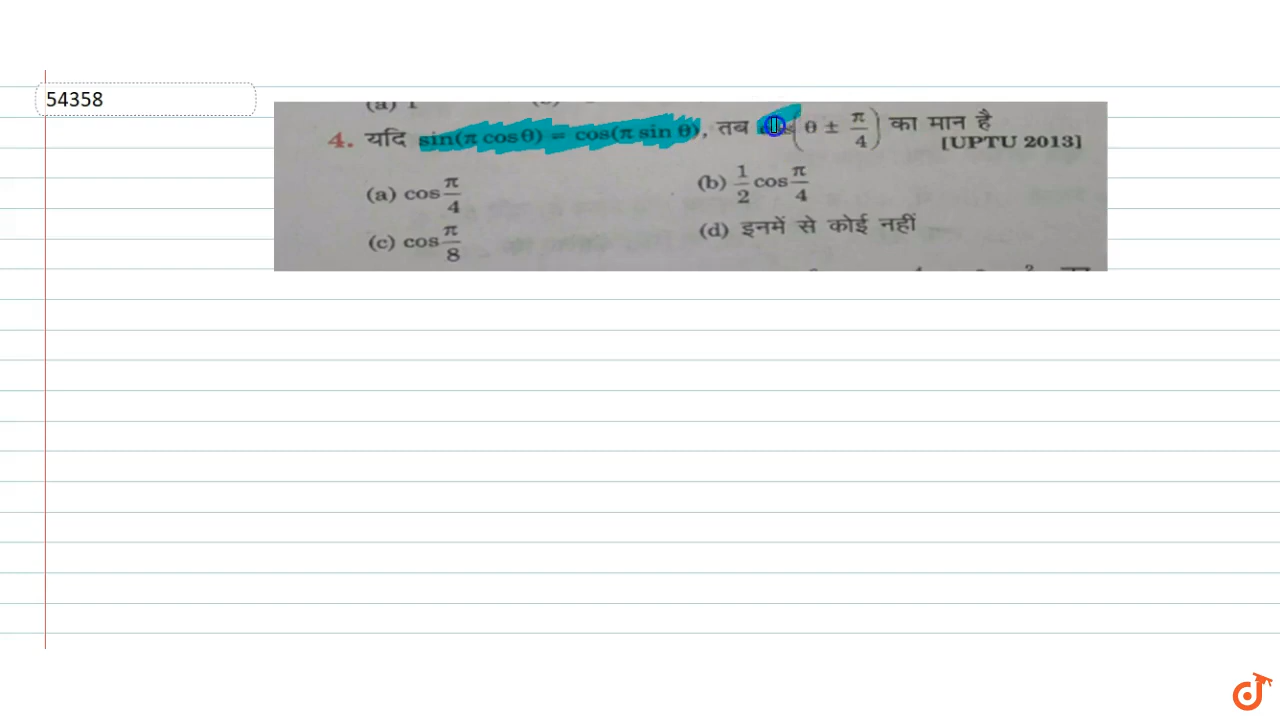 54358
(a) 1
4. यदि sin(π cos θ) = cos(π sin θ), तब (θ ± π/4) का मान है
[UPTU 2013]
(a) cos π/4 (b) 1/2 cos π/4
(c) cos π/8 (d) इनमें से कोई नहीं